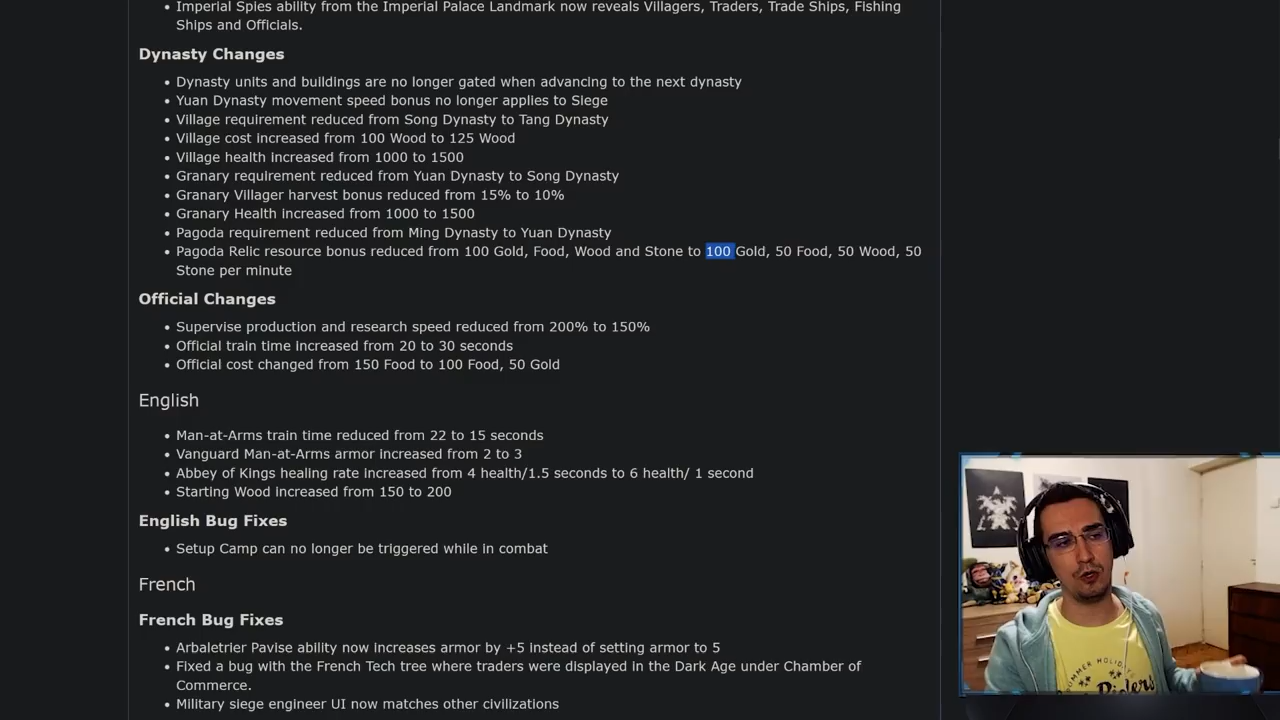 Imperial Spies ability from the Imperial Palace Landmark now reveals Villagers, Traders, Trade Ships, Fishing
Ships and Officials.
Dynasty Changes
Dynasty units and buildings are no longer gated when advancing to the next dynasty
Yuan Dynasty movement speed bonus no longer applies to Siege
Village requirement reduced from Song Dynasty to Tang Dynasty
Village cost increased from 100 Wood to 125 Wood
Village health increased from 1000 to 1500
Granary requirement reduced from Yuan Dynasty to Song Dynasty
Granary Villager harvest bonus reduced from 15% to 10%
Granary Health increased from 1000 to 1500
Pagoda requirement reduced from Ming Dynasty to Yuan Dynasty
Pagoda Relic resource bonus reduced from 100 Gold, Food, Wood and Stone to 100 Gold, 50 Food, 50 Wood, 50
Stone per minute
Official Changes
Supervise production and research speed reduced from 200% to 150%
Official train time increased from 20 to 30 seconds
Official cost changed from 150 Food to 100 Food, 50 Gold
English
Man-at-Arms train time reduced from 22 to 15 seconds
Vanguard Man-at-Arms armor increased from 2 to 3
Abbey of Kings healing rate increased from 4 health/1.5 seconds to 6 health/ 1 second
Starting Wood increased from 150 to 200
English Bug Fixes
Setup Camp can no longer be triggered while in combat
French
French Bug Fixes
Arbaletrier Pavise ability now increases armor by +5 instead of setting armor to 5
Fixed a bug with the French Tech tree where traders were displayed in the Dark Age under Chamber of
Commerce.
Military siege engineer UI now matches other civilizations